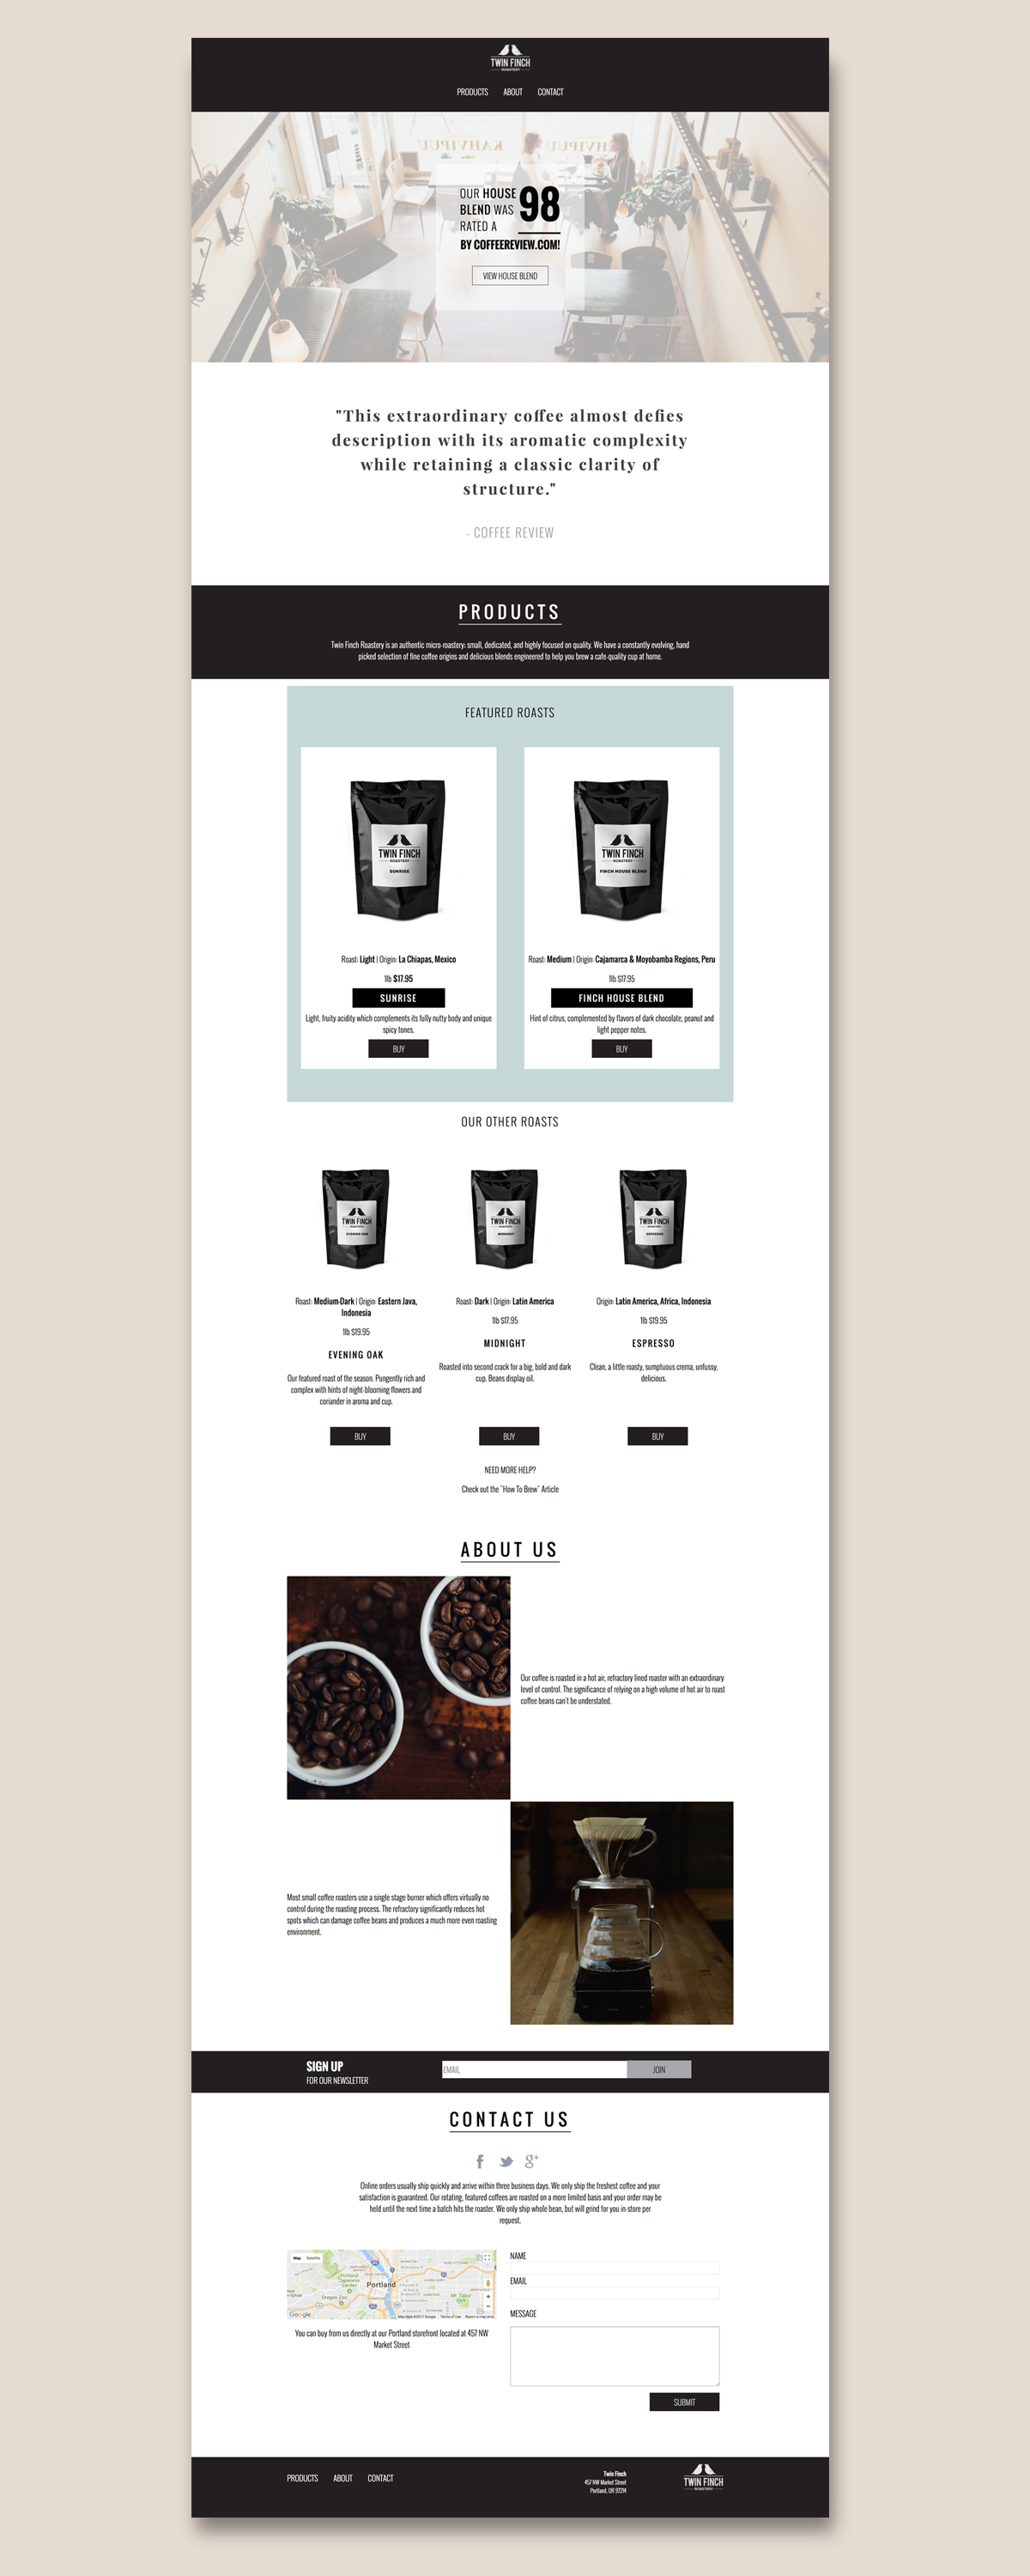 TWIN FINCH
ROASTERY
PRODUCTS ABOUT CONTACT
KAHVIPUU
OUR HOUSE
BLEND WAS
RATED A
98
BY COFFEEREVIEW.COM!
VIEW HOUSE BLEND
"This extraordinary coffee almost defies
description with its aromatic complexity
while retaining a classic clarity of
structure."
- COFFEE REVIEW
PRODUCTS
Twin Finch Roastery is an authentic micro-roastery: small, dedicated, and highly focused on quality. We have a constantly evolving, hand
picked selection of fine coffee origins and delicious blends engineered to help you brew a cafe-quality cup at home.
FEATURED ROASTS
TWIN FINCH
ROASTERY
SUNRISE
Roast: Light | Origin: La Chiapas, Mexico
1lb $17.95
SUNRISE
Light, fruity acidity which complements its fully nutty body and unique
spicy tones.
BUY
TWIN FINCH
ROASTERY
FINCH HOUSE BLEND
Roast: Medium | Origin: Cajamarca & Moyobamba Regions, Peru
1lb $17.95
FINCH HOUSE BLEND
Hint of citrus, complemented by flavors of dark chocolate, peanut and
light pepper notes.
BUY
OUR OTHER ROASTS
TWIN FINCH
ROASTERY
EVENING OAK
Roast: Medium-Dark | Origin: Eastern Java,
Indonesia
1lb $19.95
EVENING OAK
Our featured roast of the season. Pungently rich and
complex with hints of night-blooming flowers and
coriander in aroma and cup.
BUY
TWIN FINCH
ROASTERY
MIDNIGHT
Roast: Dark | Origin: Latin America
1lb $17.95
MIDNIGHT
Roasted into second crack for a big, bold and dark
cup. Beans display oil.
BUY
TWIN FINCH
ROASTERY
ESPRESSO
Origin: Latin America, Africa, Indonesia
1lb $19.95
ESPRESSO
Clean, a little roasty, sumptuous crema, unfussy,
delicious.
BUY
NEED MORE HELP?
Check out the "How To Brew" Article
ABOUT US
Our coffee is roasted in a hot air, refractory lined roaster with an extraordinary
level of control. The significance of relying on a high volume of hot air to roast
coffee beans can't be understated.
Most small coffee roasters use a single stage burner which offers virtually no
control during the roasting process. The refractory significantly reduces hot
spots which can damage coffee beans and produces a much more even roasting
environment.
SIGN UP
FOR OUR NEWSLETTER
EMAIL
JOIN
CONTACT US
f g+
Online orders usually ship quickly and arrive within three business days. We only ship the freshest coffee and your
satisfaction is guaranteed. Our rotating, featured coffees are roasted on a more limited basis and your order may be
held until the next time a batch hits the roaster. We only ship whole bean, but will grind for you in-store per
request.
Map Satellite
Portland
Japanese Garden
Oregon Zoo
Mt. Tabor
Google
Map data ©2017 Google Terms of Use Report a map error
You can buy from us directly at our Portland storefront located at 457 NW
Market Street
NAME
EMAIL
MESSAGE
SUBMIT
PRODUCTS ABOUT CONTACT
Twin Finch
457 NW Market Street
Portland, OR 97214
TWIN FINCH
ROASTERY